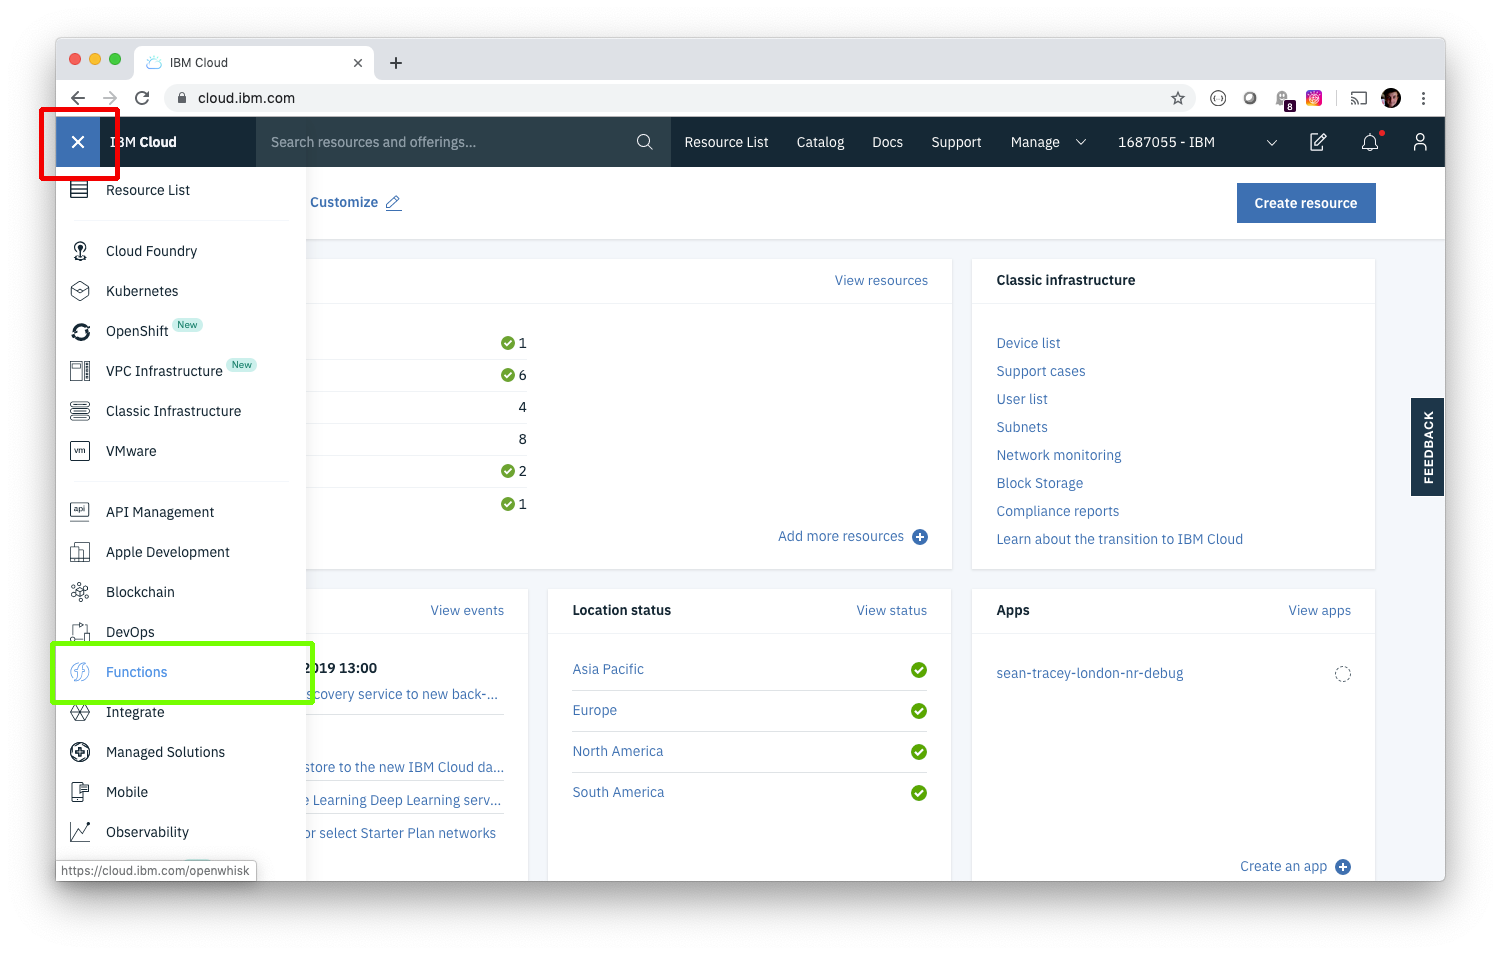 IBM Cloud
cloud.ibm.com
8
IBM Cloud
Search resources and offerings...
Resource List
Catalog
Docs
Support
Manage
1687055 - IBM
Resource List
Cloud Foundry
Kubernetes
OpenShift New
VPC Infrastructure New
Classic Infrastructure
vm VMware
api API Management
Apple Development
Blockchain
DevOps
Functions
Integrate
Managed Solutions
Mobile
Observability
https://cloud.ibm.com/openwhisk
Customize
Create resource
View resources
1
6
4
8
2
1
Add more resources
Classic infrastructure
Device list
Support cases
User list
Subnets
Network monitoring
Block Storage
Compliance reports
Learn about the transition to IBM Cloud
FEEDBACK
View events
2019 13:00
scovery service to new back-...
store to the new IBM Cloud da...
e Learning Deep Learning serv...
or select Starter Plan networks
Location status
View status
Asia Pacific
Europe
North America
South America
Apps
View apps
sean-tracey-london-nr-debug
Create an app